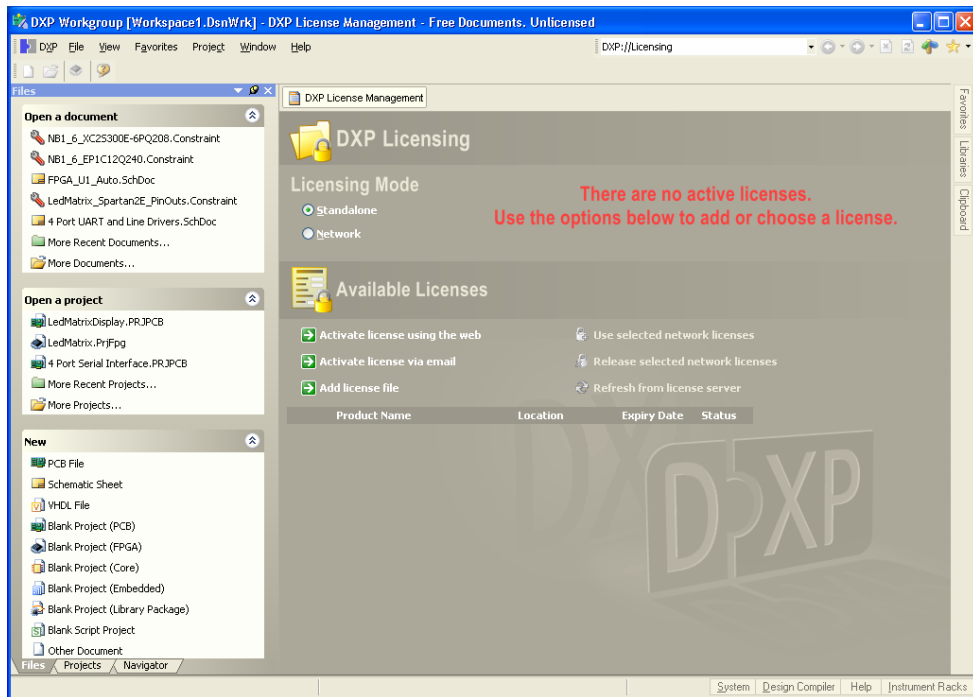 DXP Workgroup [Workspace1.DsnWrk] - DXP License Management - Free Documents. Unlicensed
DXP File View Favorites Project Window Help
DXP://Licensing
Files
DXP License Management
Open a document
NB1_6_XC2S300E-6PQ208.Constraint
NB1_6_EP1C12Q240.Constraint
FPGA_U1_Auto.SchDoc
LedMatrix_Spartan2E_PinOuts.Constraint
4 Port UART and Line Drivers.SchDoc
More Recent Documents...
More Documents...
Open a project
LedMatrixDisplay.PRJPCB
LedMatrix.PrjFpg
4 Port Serial Interface.PRJPCB
More Recent Projects...
More Projects...
New
PCB File
Schematic Sheet
VHDL File
Blank Project (PCB)
Blank Project (FPGA)
Blank Project (Core)
Blank Project (Embedded)
Blank Project (Library Package)
Blank Script Project
Other Document
Files Projects Navigator
DXP Licensing
Licensing Mode
Standalone
Network
There are no active licenses.
Use the options below to add or choose a license.
Available Licenses
Activate license using the web
Use selected network licenses
Activate license via email
Release selected network licenses
Add license file
Refresh from license server
Product Name Location Expiry Date Status
DXP
DXP
Favorites
Libraries
Clipboard
System Design Compiler Help Instrument Racks